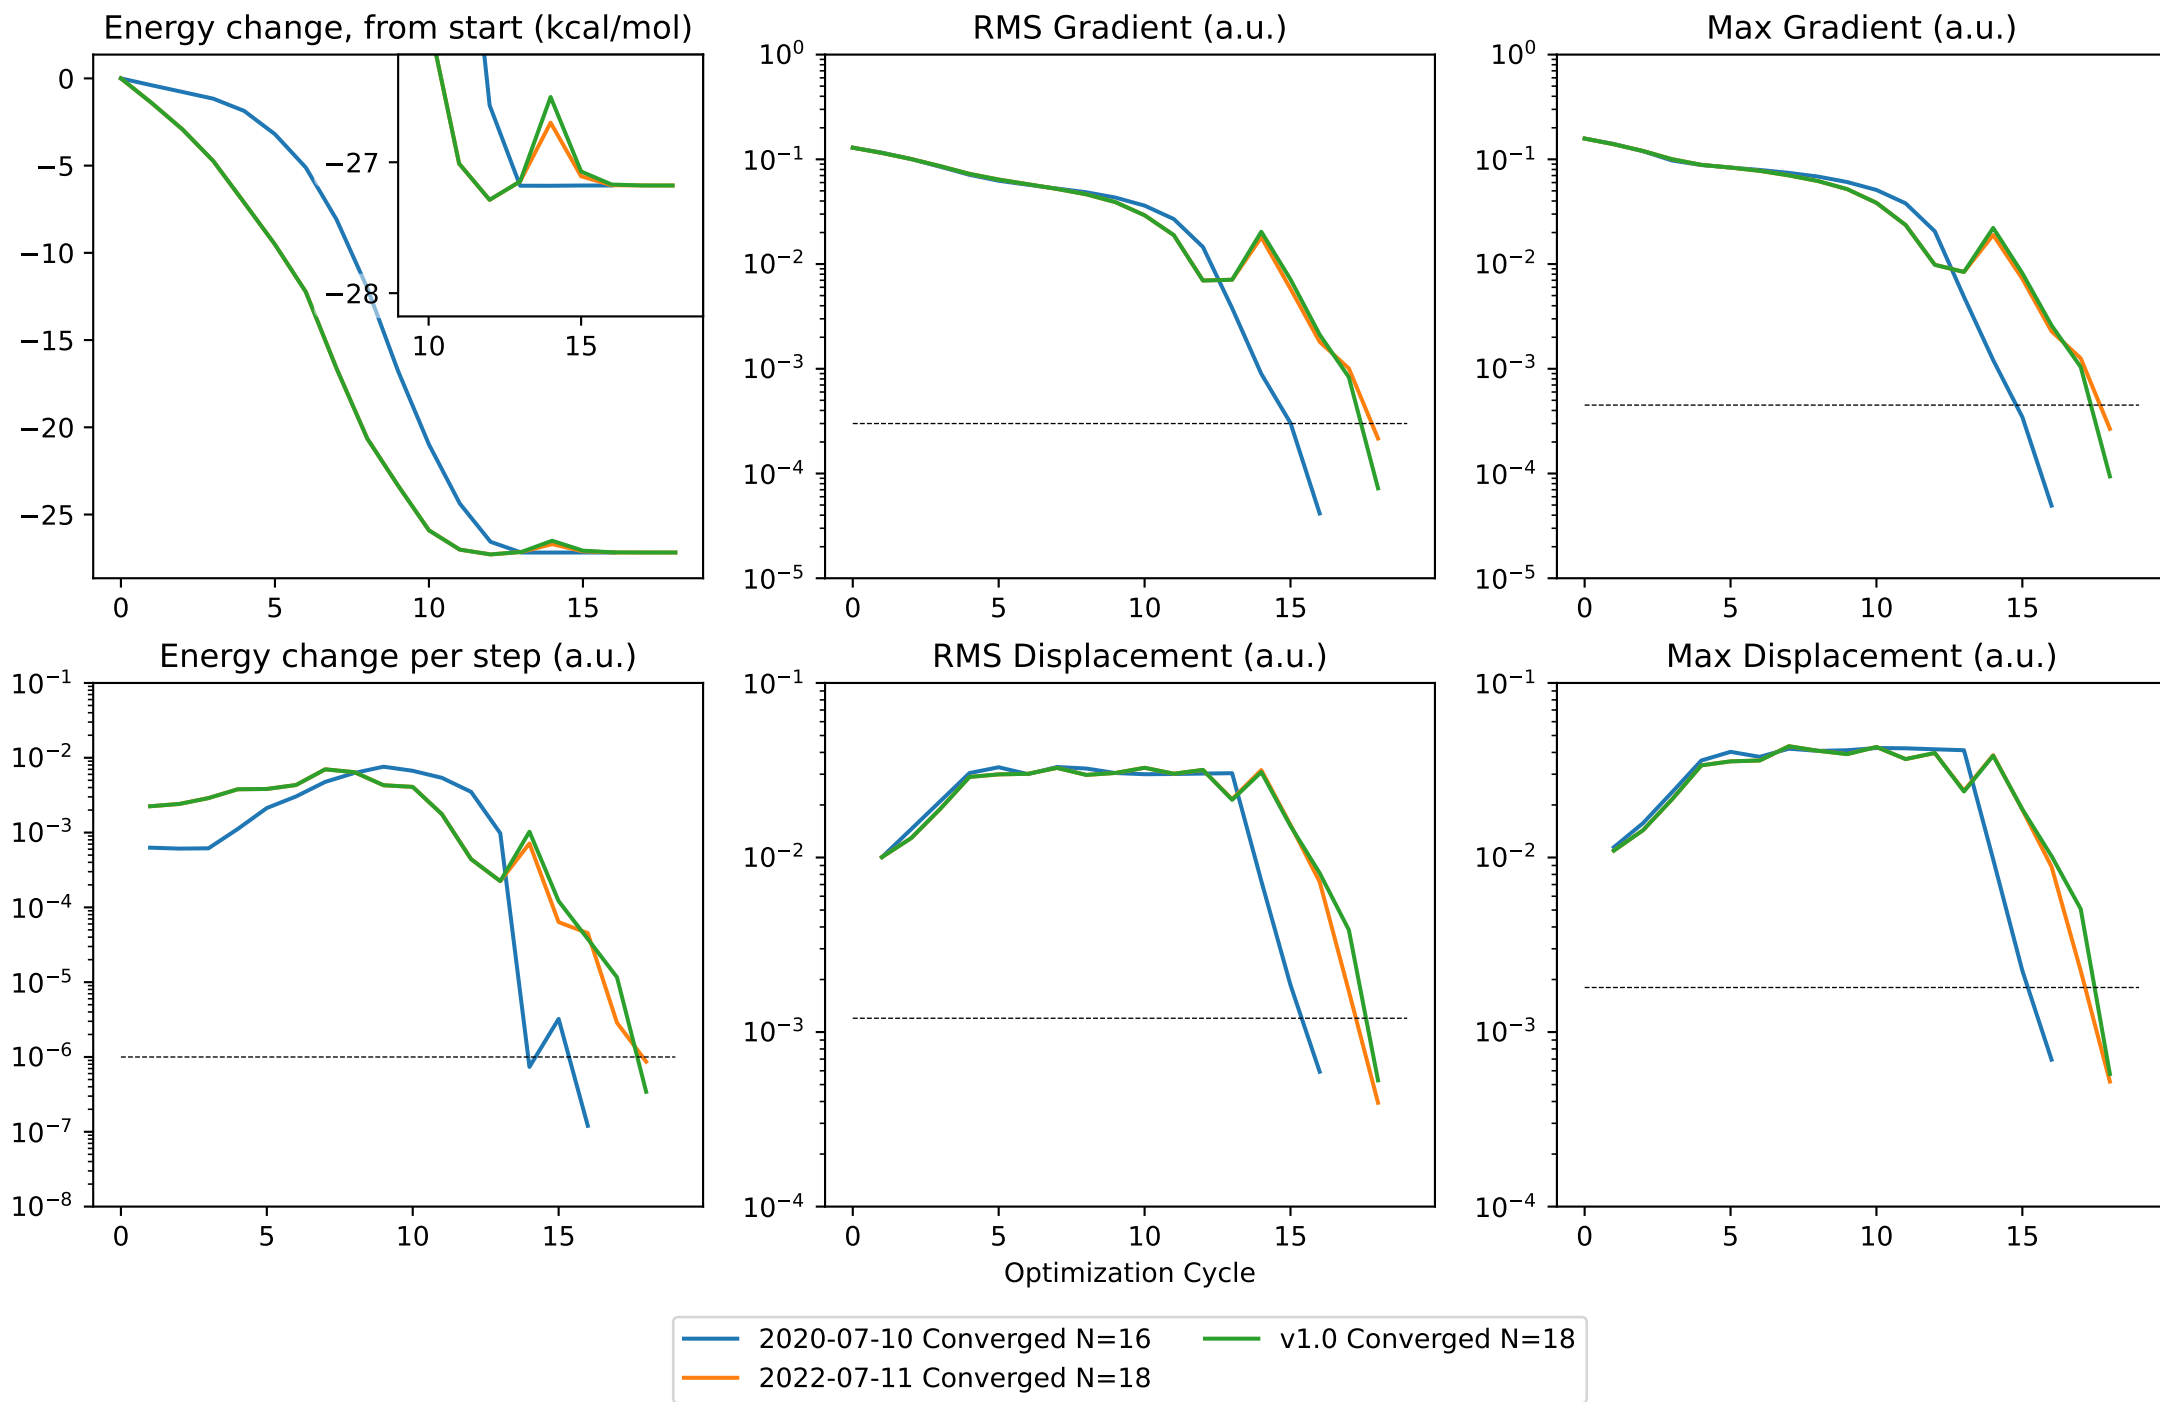 Energy change, from start (kcal/mol)
0
−5
−10
−15
−20
−25
0 5 10 15
−27
−28
10 15
RMS Gradient (a.u.)
10⁰
10⁻¹
10⁻²
10⁻³
10⁻⁴
10⁻⁵
0 5 10 15
Max Gradient (a.u.)
10⁰
10⁻¹
10⁻²
10⁻³
10⁻⁴
10⁻⁵
0 5 10 15
Energy change per step (a.u.)
10⁻¹
10⁻²
10⁻³
10⁻⁴
10⁻⁵
10⁻⁶
10⁻⁷
10⁻⁸
0 5 10 15
RMS Displacement (a.u.)
10⁻¹
10⁻²
10⁻³
10⁻⁴
0 5 10 15
Optimization Cycle
Max Displacement (a.u.)
10⁻¹
10⁻²
10⁻³
10⁻⁴
0 5 10 15
2020-07-10 Converged N=16
2022-07-11 Converged N=18
v1.0 Converged N=18